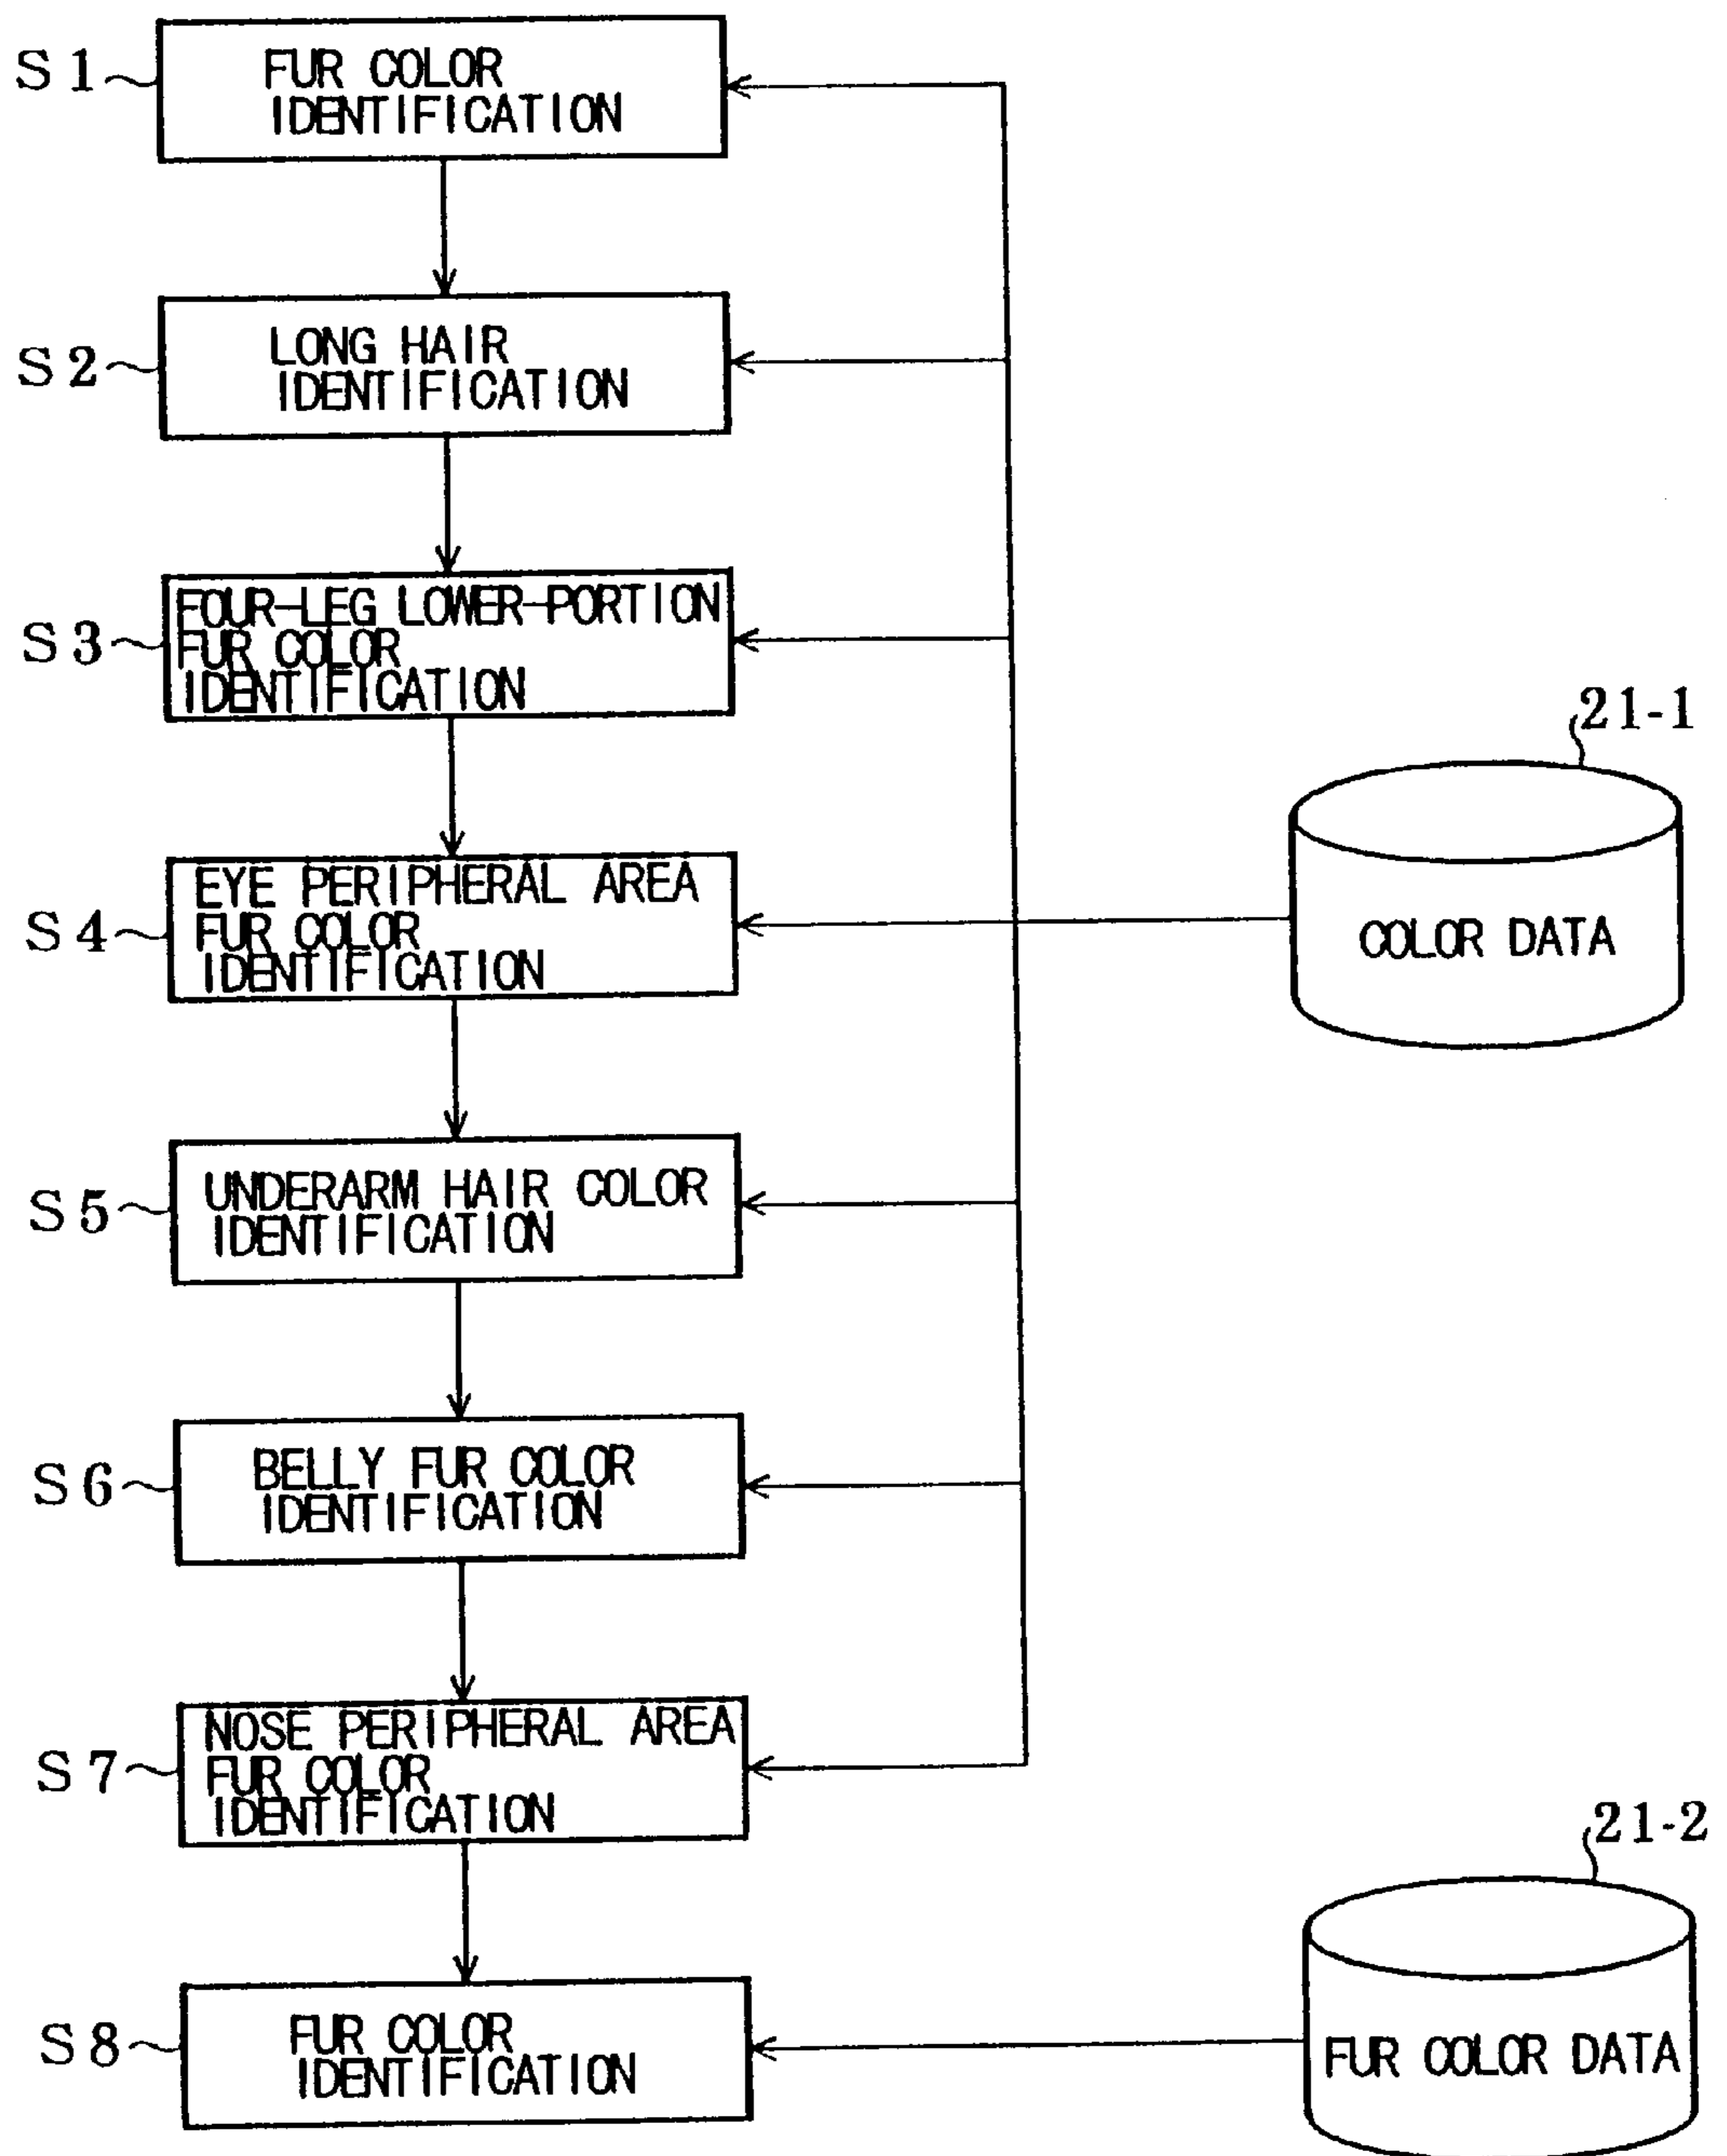 S1
FUR COLOR
IDENTIFICATION
S2
LONG HAIR
IDENTIFICATION
S3
FOUR-LEG LOWER-PORTION
FUR COLOR
IDENTIFICATION
21-1
COLOR DATA
S4
EYE PERIPHERAL AREA
FUR COLOR
IDENTIFICATION
S5
UNDERARM HAIR COLOR
IDENTIFICATION
S6
BELLY FUR COLOR
IDENTIFICATION
S7
NOSE PERIPHERAL AREA
FUR COLOR
IDENTIFICATION
21-2
FUR COLOR DATA
S8
FUR COLOR
IDENTIFICATION